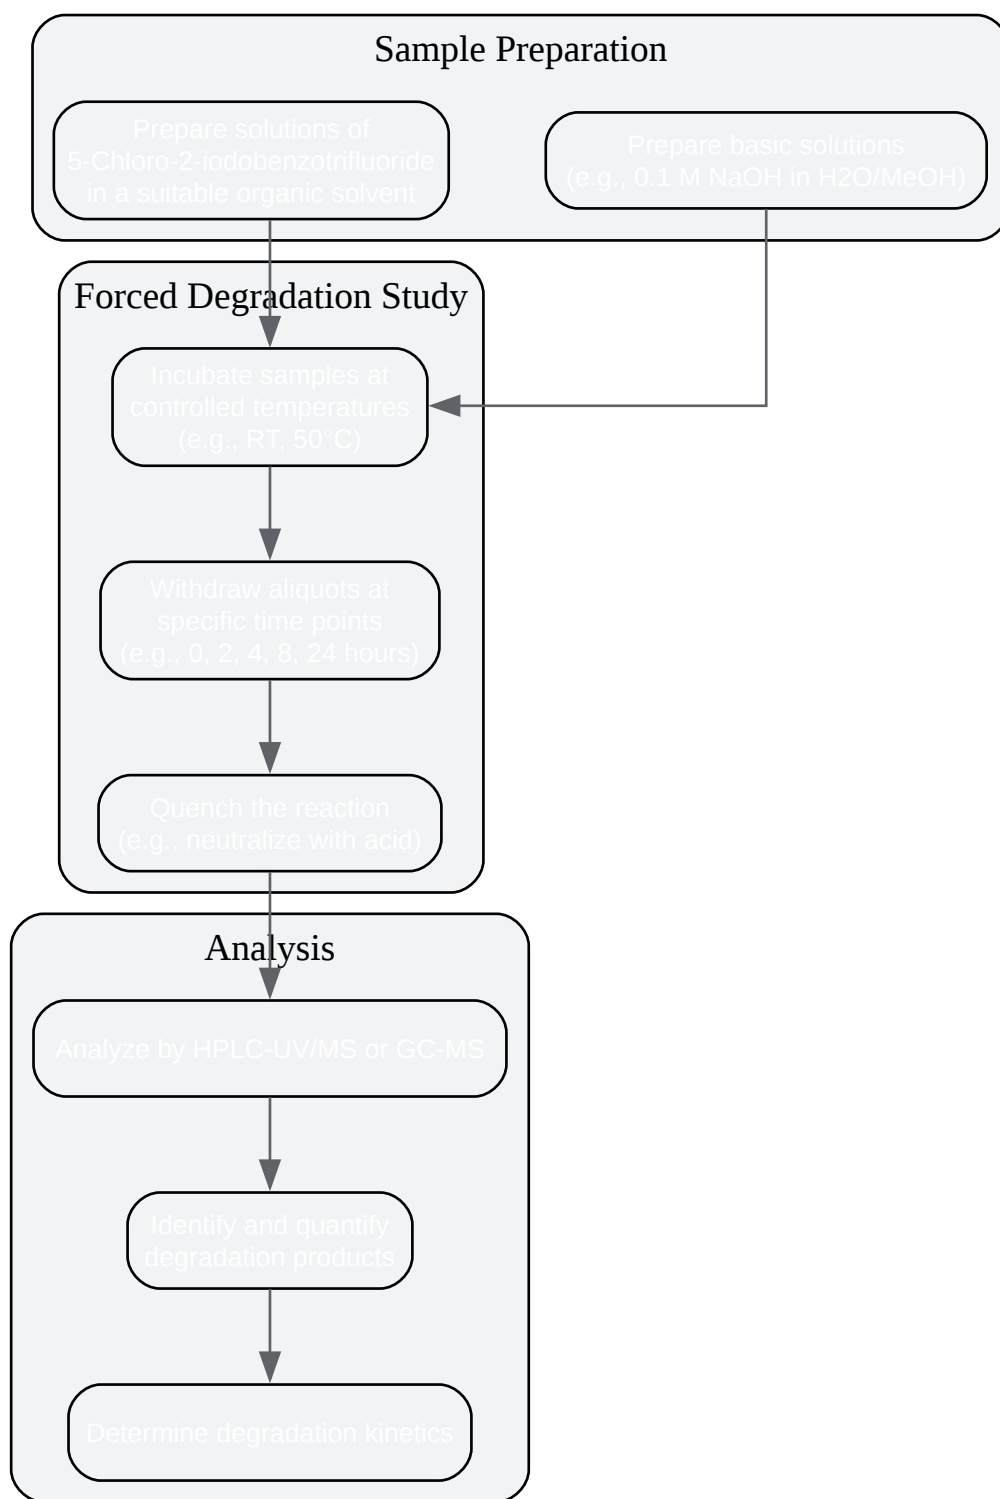 Sample Preparation
Prepare solutions of
5-Chloro-2-iodobenzotrifluoride
in a suitable organic solvent
Prepare basic solutions
(e.g., 0.1 M NaOH in H2O/MeOH)
Forced Degradation Study
Incubate samples at
controlled temperatures
(e.g., RT, 50°C)
Withdraw aliquots at
specific time points
(e.g., 0, 2, 4, 8, 24 hours)
Quench the reaction
(e.g., neutralize with acid)
Analysis
Analyze by HPLC-UV/MS or GC-MS
Identify and quantify
degradation products
Determine degradation kinetics